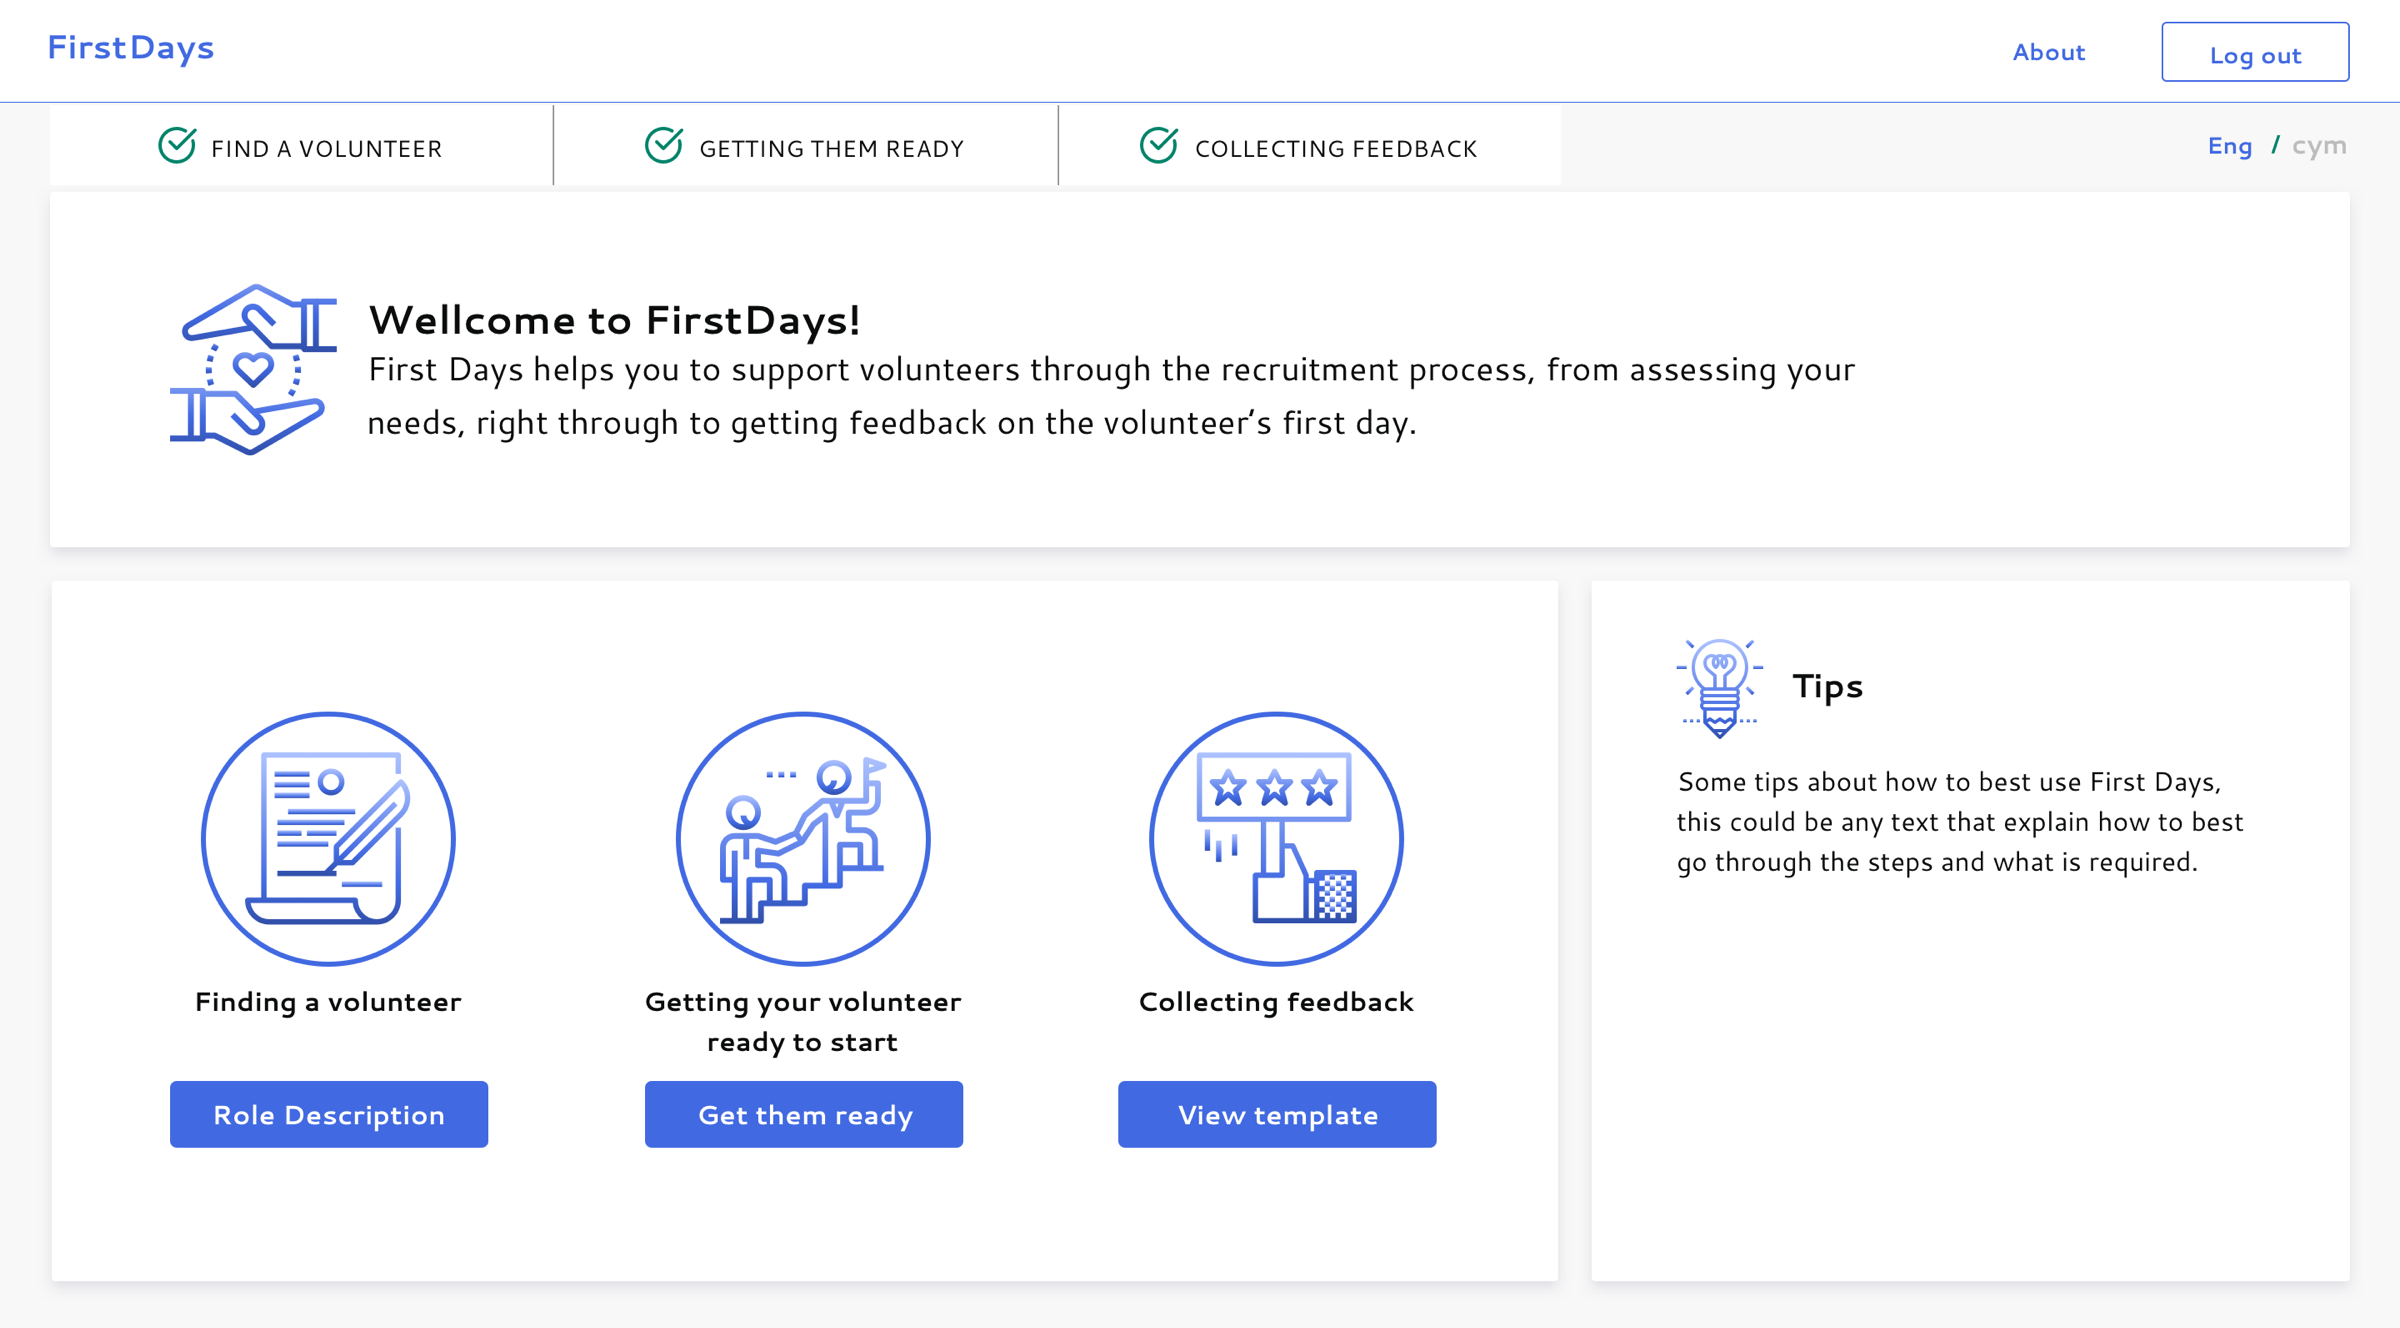 FirstDays
About
Log out
FIND A VOLUNTEER
GETTING THEM READY
COLLECTING FEEDBACK
Eng / cym
Wellcome to FirstDays!
First Days helps you to support volunteers through the recruitment process, from assessing your
needs, right through to getting feedback on the volunteer’s first day.
Finding a volunteer
Role Description
Getting your volunteer
ready to start
Get them ready
Collecting feedback
View template
Tips
Some tips about how to best use First Days,
this could be any text that explain how to best
go through the steps and what is required.